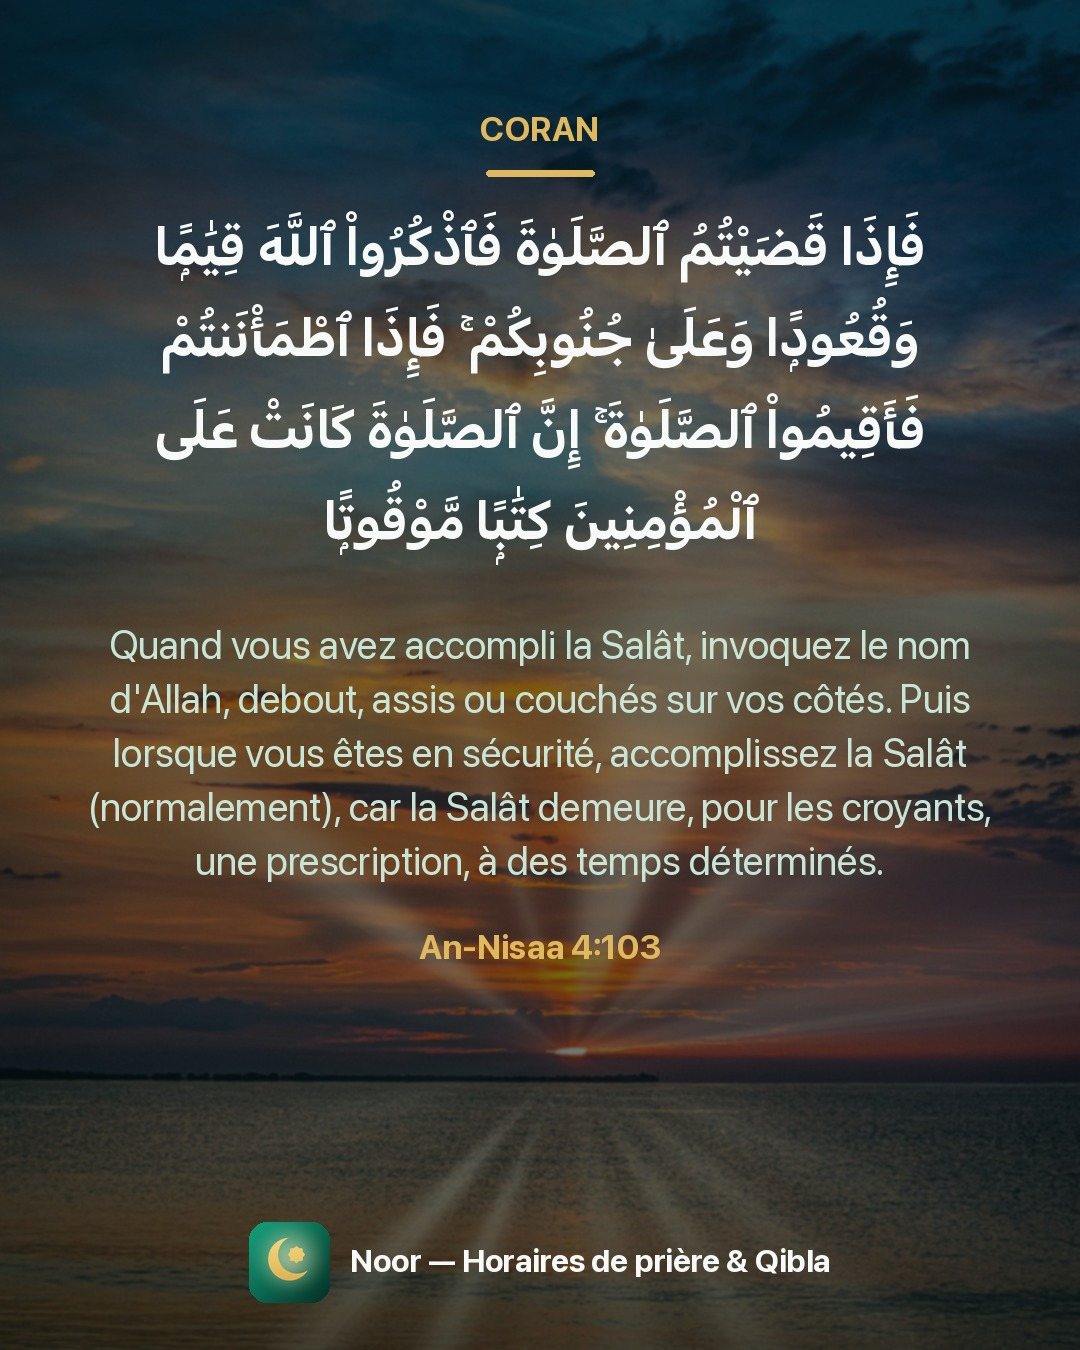 CORAN
فَإِذَا قَضَيْتُمُ ٱلصَّلَوٰةَ فَٱذْكُرُوا۟ ٱللَّهَ قِيَٰمًۭا
وَقُعُودًۭا وَعَلَىٰ جُنُوبِكُمْ ۚ فَإِذَا ٱطْمَأْنَنتُمْ
فَأَقِيمُوا۟ ٱلصَّلَوٰةَ ۚ إِنَّ ٱلصَّلَوٰةَ كَانَتْ عَلَى
ٱلْمُؤْمِنِينَ كِتَٰبًۭا مَّوْقُوتًۭا
Quand vous avez accompli la Salât, invoquez le nom
d'Allah, debout, assis ou couchés sur vos côtés. Puis
lorsque vous êtes en sécurité, accomplissez la Salât
(normalement), car la Salât demeure, pour les croyants,
une prescription, à des temps déterminés.
An-Nisaa 4:103
Noor — Horaires de prière & Qibla